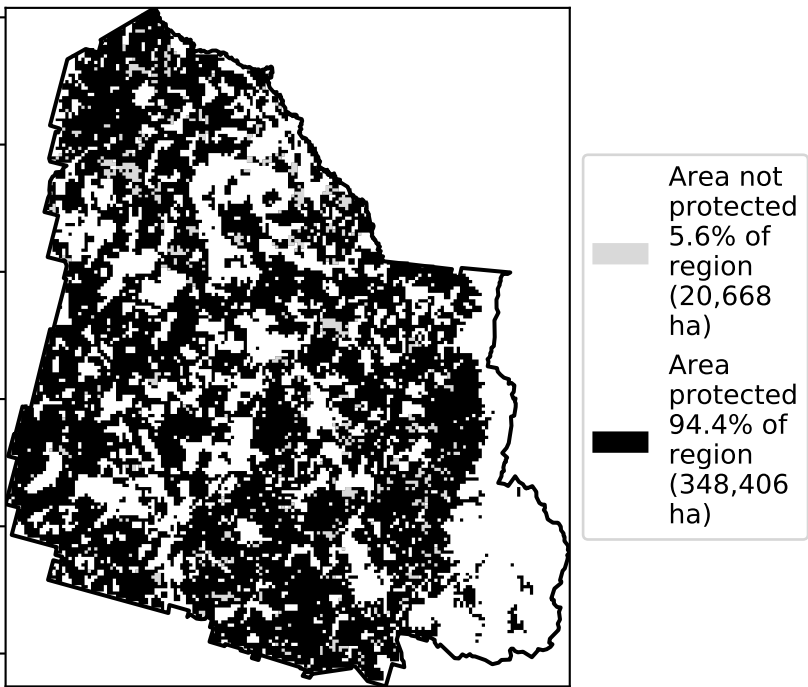 Area not
protected
5.6% of
region
(20,668
ha)
Area
protected
94.4% of
region
(348,406
ha)